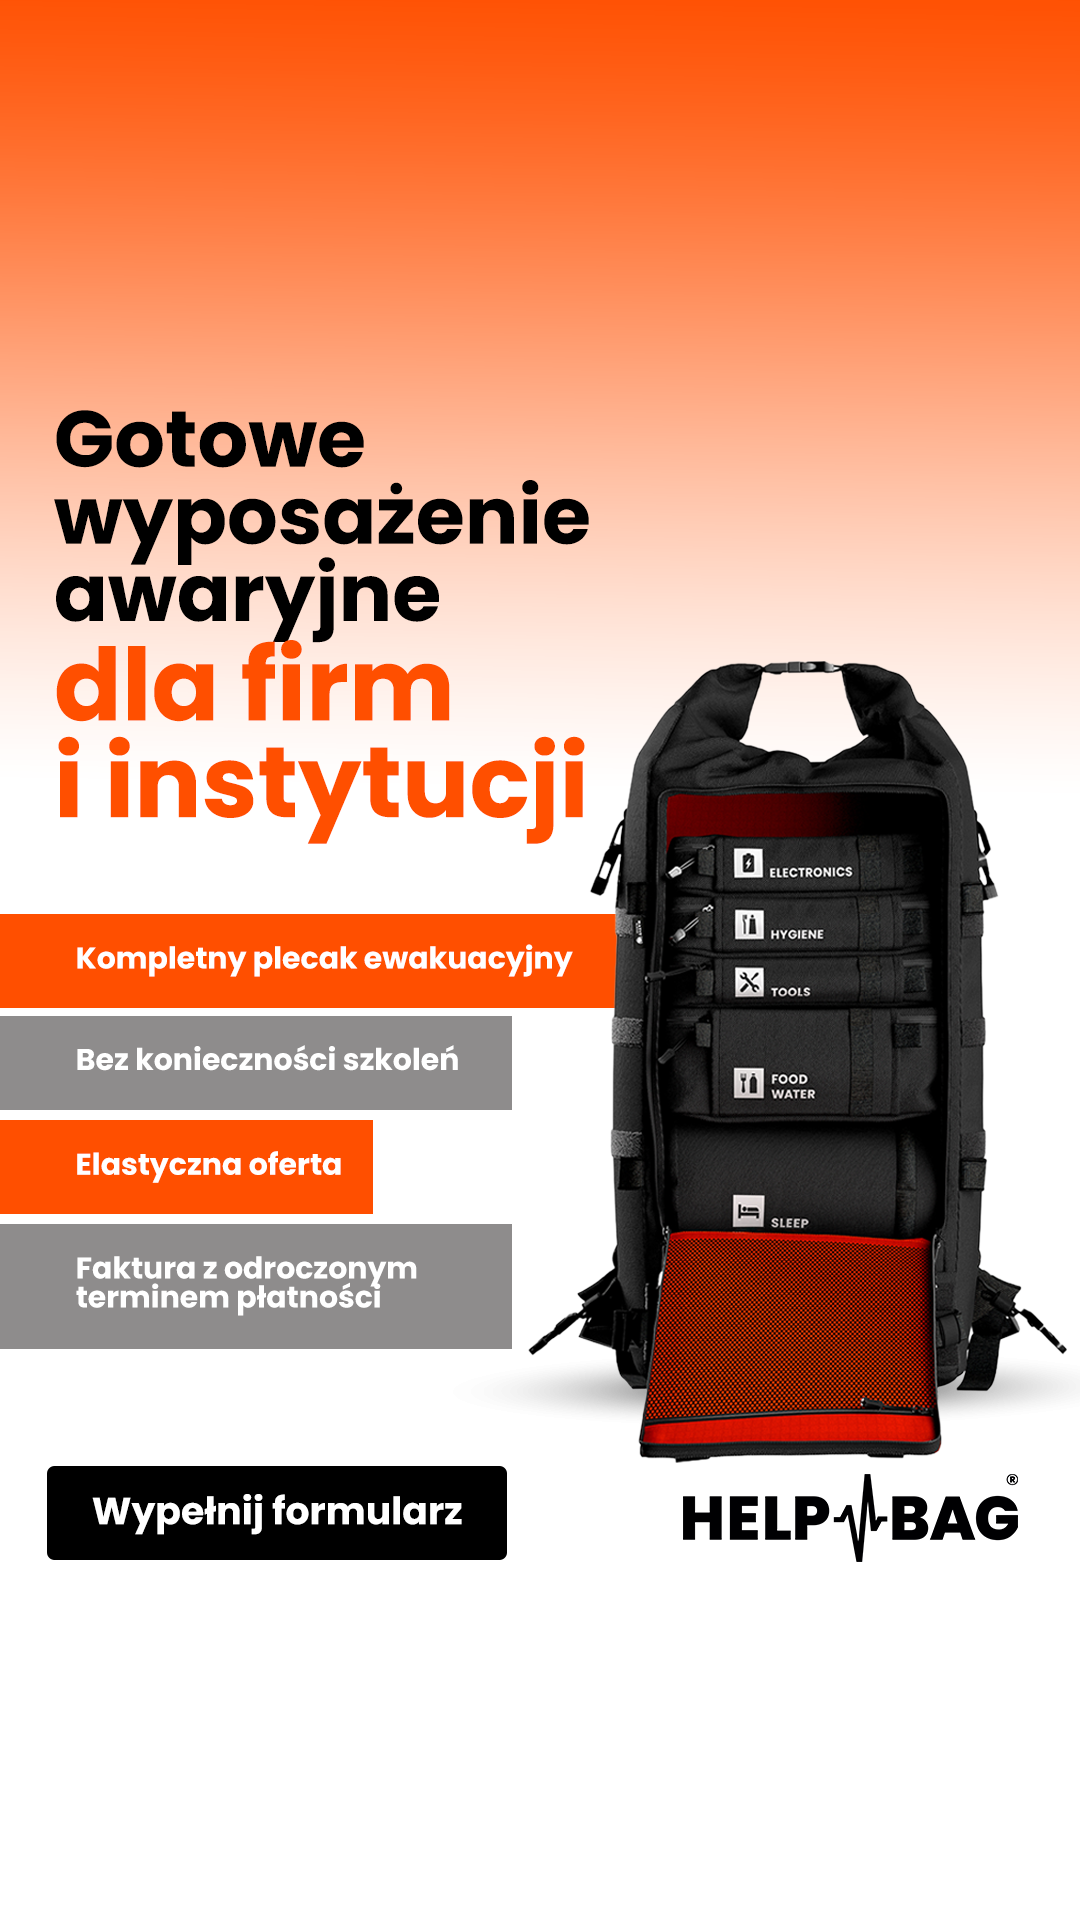 Gotowe
wyposażenie
awaryjne
dla firm
i instytucji
Kompletny plecak ewakuacyjny
Bez konieczności szkoleń
Elastyczna oferta
Faktura z odroczonym
terminem płatności
ELECTRONICS
HYGIENE
TOOLS
FOOD
WATER
SLEEP
Wypełnij formularz
HELP BAG®